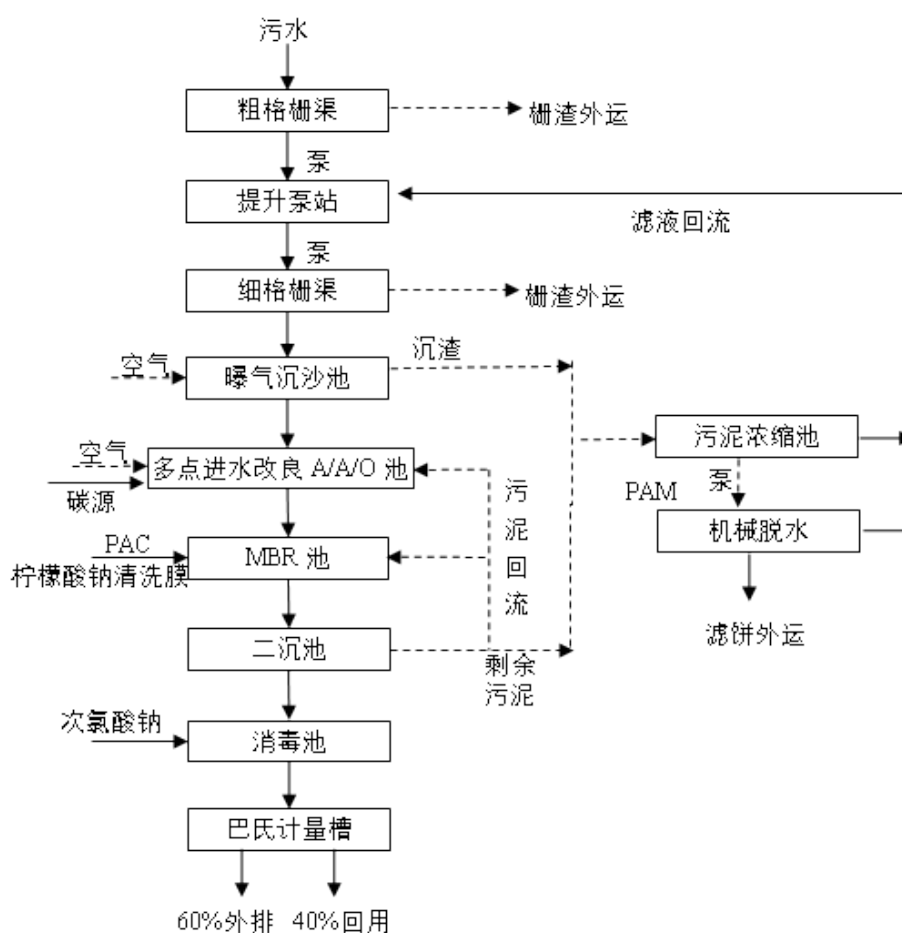 污水
粗格栅渠
栅渣外运
泵
提升泵站
滤液回流
泵
细格栅渠
栅渣外运
空气
曝气沉沙池
沉渣
空气
碳源
多点进水改良 A/A/O 池
污泥回流
污泥浓缩池
泵
PAM
机械脱水
滤饼外运
PAC
柠檬酸钠清洗膜
MBR 池
二沉池
剩余
污泥
次氯酸钠
消毒池
巴氏计量槽
60%外排 40%回用